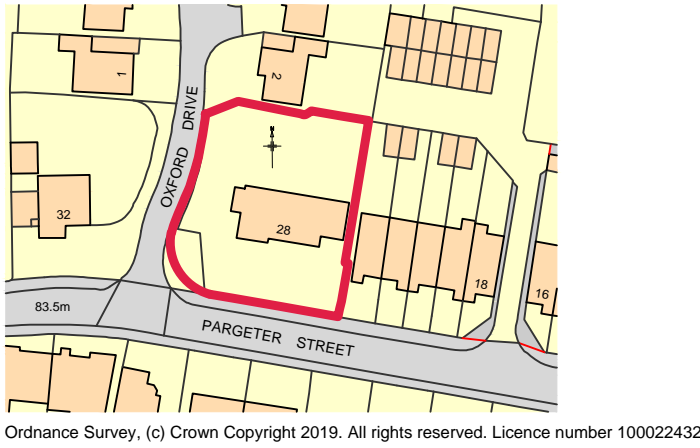 1
2
OXFORD DRIVE
N
32
28
18
16
83.5m
PARGETER STREET
Ordnance Survey, (c) Crown Copyright 2019. All rights reserved. Licence number 100022432